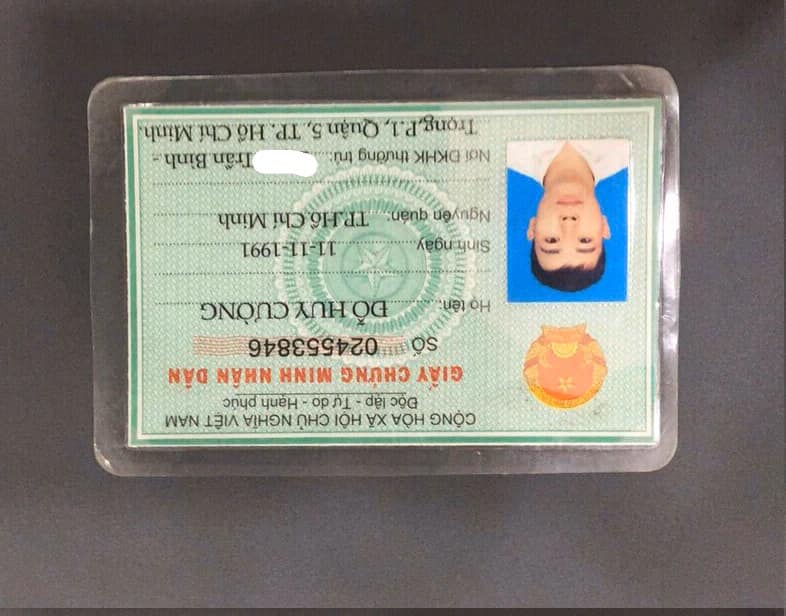 CỘNG HÒA XÃ HỘI CHỦ NGHĨA VIỆT NAM
Độc lập - Tự do - Hạnh phúc
GIẤY CHỨNG MINH NHÂN DÂN
SỐ 024553846
Họ tên: ĐỖ HUY CƯỜNG
Sinh ngày 11-11-1991
Nguyên quán: TP.Hồ Chí Minh
Nơi ĐKHK thường trú: Trần Bình -
Trọng,P.1, Quận 5, TP. Hồ Chí Minh.